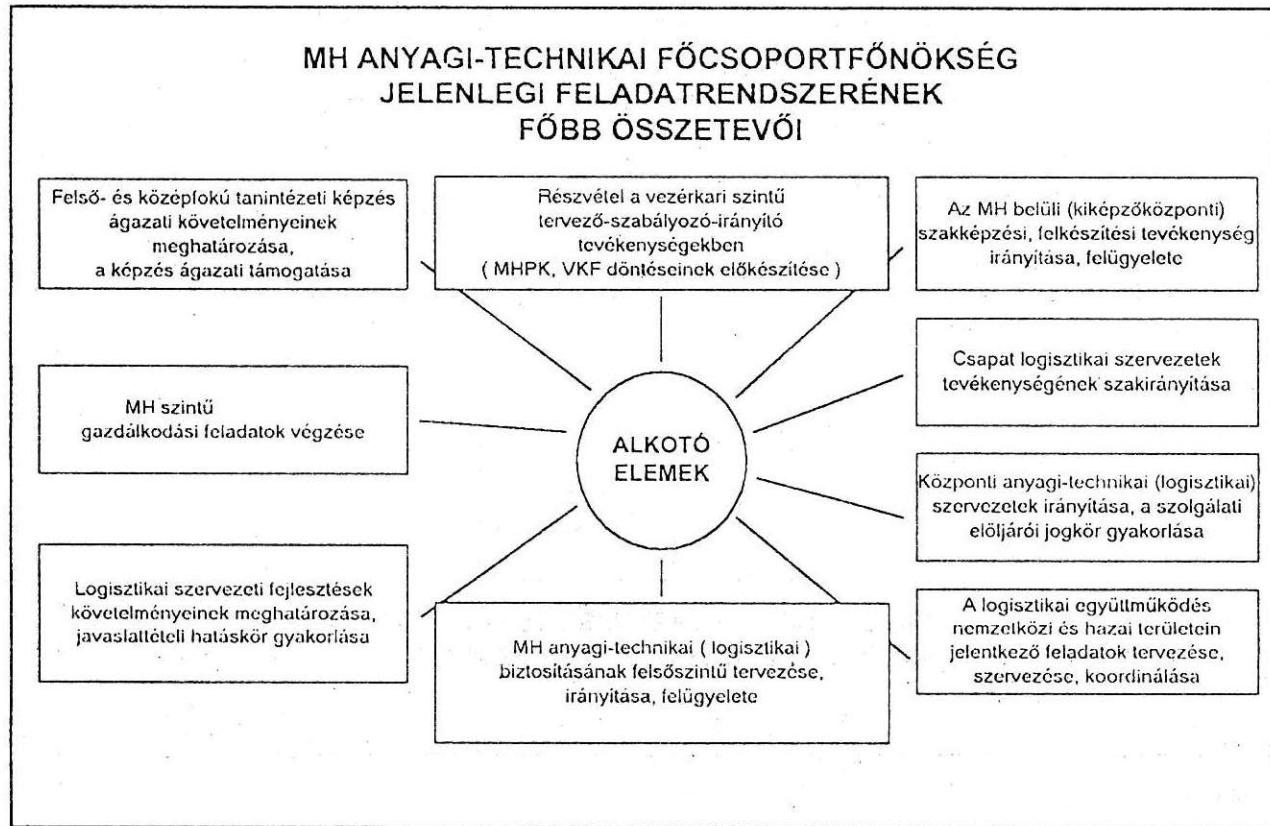 MH ANYAGI-TECHNIKAI FŐCSOPORTFŐNÖKSÉG
JELENLEGI FELADATRENDSZERÉNEK
FŐBB ÖSSZETEVŐI
Felső- és középfokú tanintézeti képzés
ágazati követelményeinek
meghatározása,
a képzés ágazati támogatása
Részvétel a vezérkari szintű
tervező-szabályozó-irányító
tevékenységekben
( MHPK, VKF döntéseinek előkészítése )
Az MH belüli (kiképzőközponti)
szakképzési, felkészítési tevékenység
irányítása, felügyelete
MH szintű
gazdálkodási feladatok végzése
Csapat logisztikai szervezetek
tevékenységének szakirányítása
ALKOTÓ
ELEMEK
Központi anyagi-technikai (logisztikai)
szervezetek irányítása, a szolgálati
elöljárói jogkör gyakorlása
Logisztikai szervezeti fejlesztések
követelményeinek meghatározása,
javaslattételi hatáskör gyakorlása
MH anyagi-technikai ( logisztikai )
biztosításának felsőszintű tervezése,
irányítása, felügyelete
A logisztikai együttműködés
nemzetközi és hazai területein
jelentkező feladatok tervezése,
szervezése, koordinálása